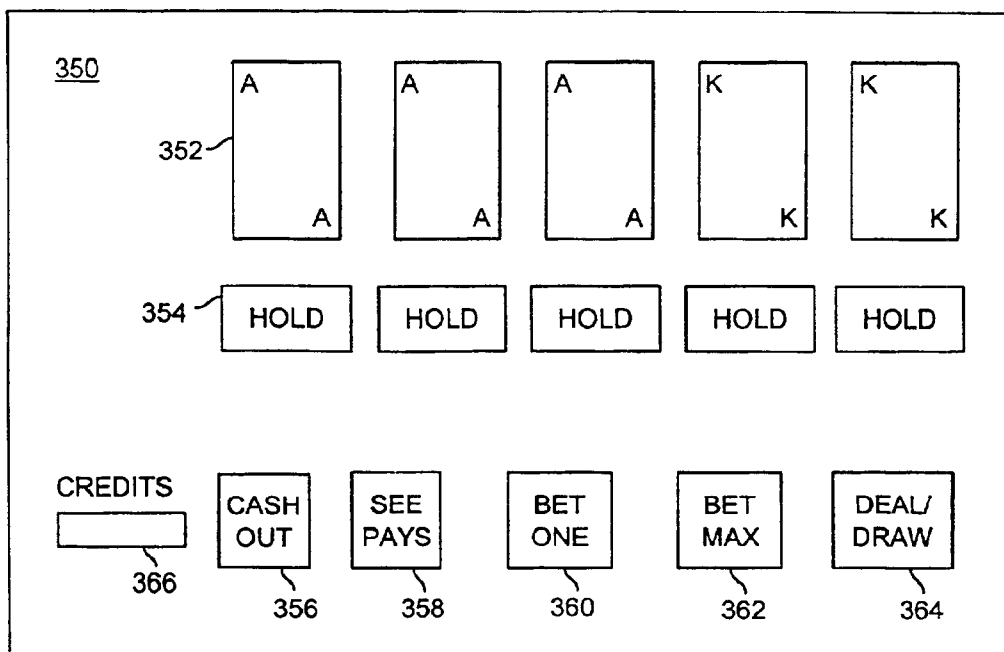 350
A A A K K
352
A A A K K
354
HOLD HOLD HOLD HOLD HOLD
CREDITS
CASH OUT
SEE PAYS
BET ONE
BET MAX
DEAL/ DRAW
366 356 358 360 362 364